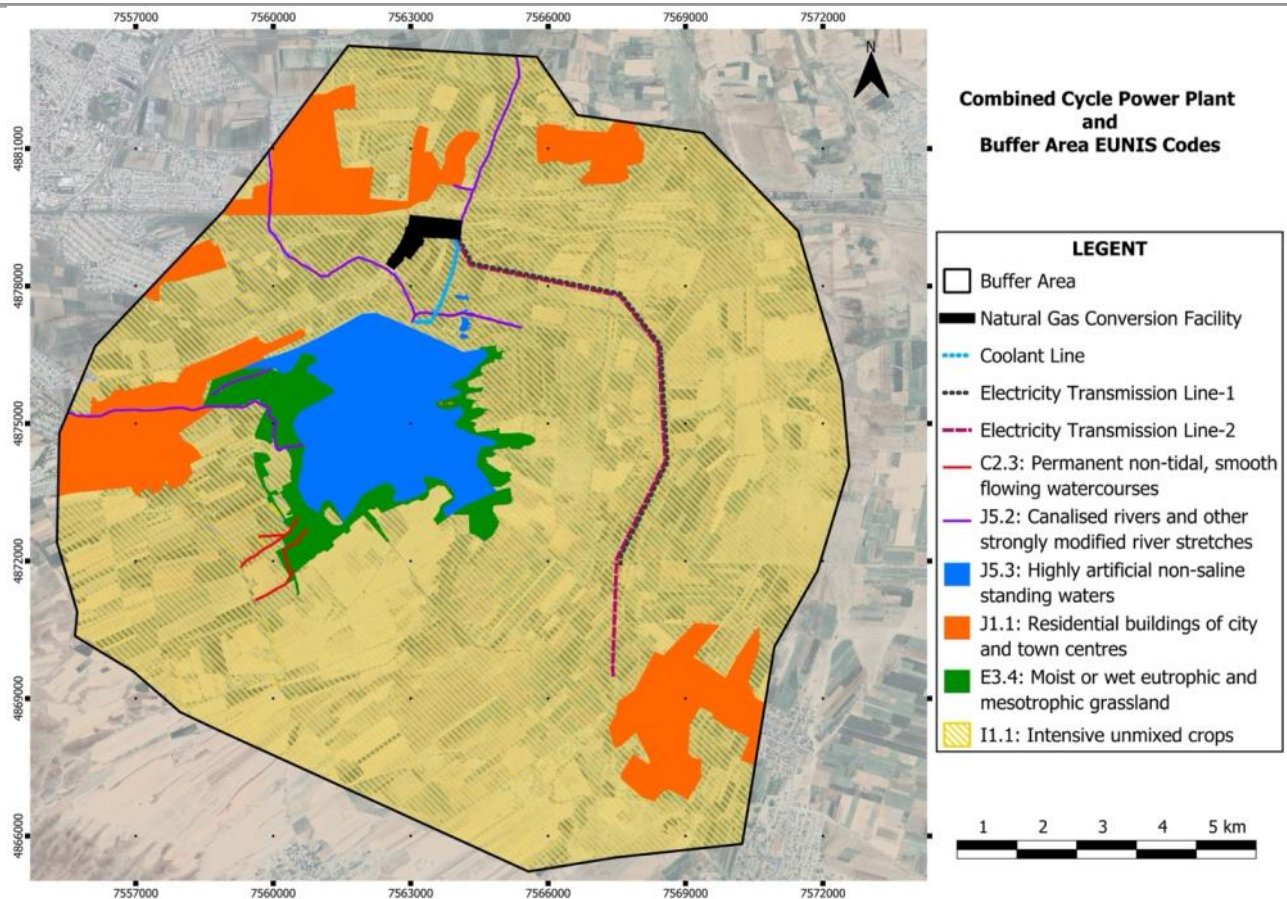 7557000 7560000 7563000 7566000 7569000 7572000
N
4881000
4878000
4875000
4872000
4869000
4866000
7557000 7560000 7563000 7566000 7569000 7572000
Combined Cycle Power Plant
and
Buffer Area EUNIS Codes
LEGENT
Buffer Area
Natural Gas Conversion Facility
Coolant Line
Electricity Transmission Line-1
Electricity Transmission Line-2
C2.3: Permanent non-tidal, smooth
flowing watercourses
J5.2: Canalised rivers and other
strongly modified river stretches
J5.3: Highly artificial non-saline
standing waters
J1.1: Residential buildings of city
and town centres
E3.4: Moist or wet eutrophic and
mesotrophic grassland
I1.1: Intensive unmixed crops
1 2 3 4 5 km